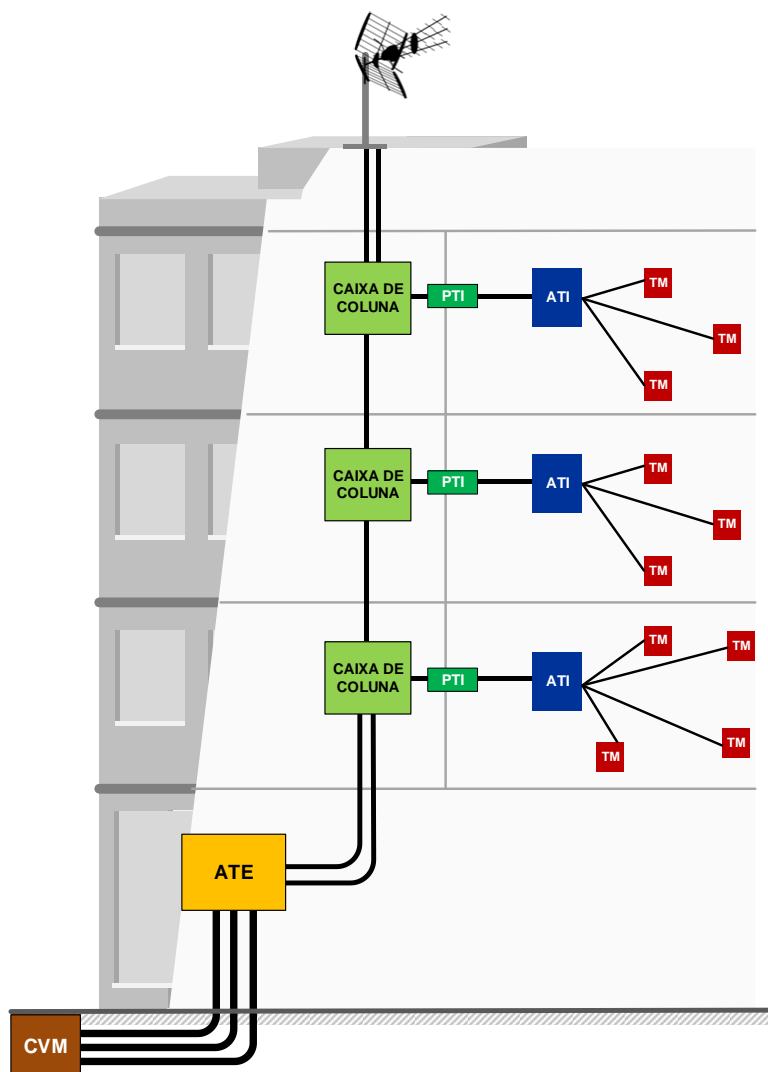 CAIXA DE
COLUNA
PTI
ATI
TM
TM
TM
CAIXA DE
COLUNA
PTI
ATI
TM
TM
TM
CAIXA DE
COLUNA
PTI
ATI
TM
TM
TM
TM
ATE
CVM